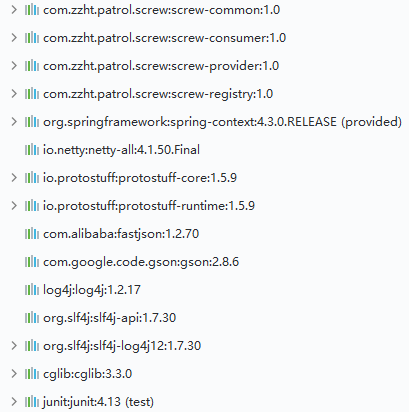 com.zzht.patrol.screw:screw-common:1.0
com.zzht.patrol.screw:screw-consumer:1.0
com.zzht.patrol.screw:screw-provider:1.0
com.zzht.patrol.screw:screw-registry:1.0
org.springframework:spring-context:4.3.0.RELEASE (provided)
io.netty:netty-all:4.1.50.Final
io.protostuff:protostuff-core:1.5.9
io.protostuff:protostuff-runtime:1.5.9
com.alibaba:fastjson:1.2.70
com.google.code.gson:gson:2.8.6
log4j:log4j:1.2.17
org.slf4j:slf4j-api:1.7.30
org.slf4j:slf4j-log4j12:1.7.30
cglib:cglib:3.3.0
junit:junit:4.13 (test)